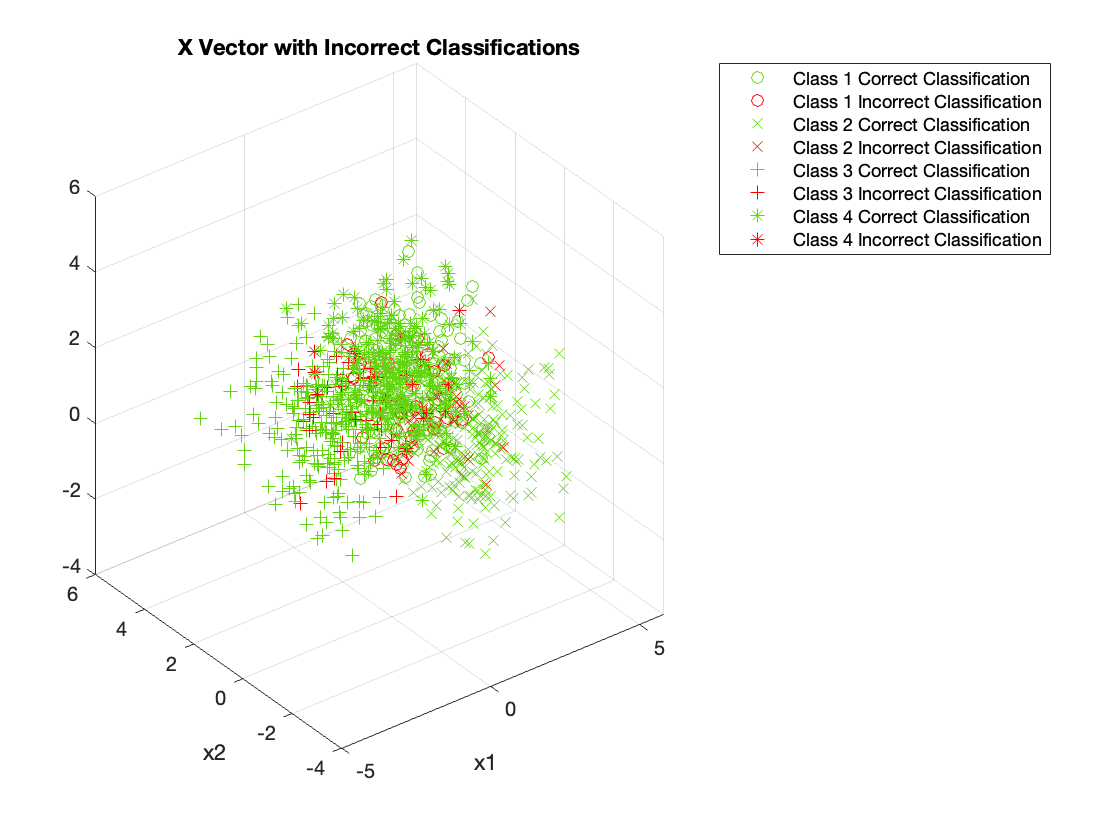 X Vector with Incorrect Classifications
Class 1 Correct Classification
Class 1 Incorrect Classification
Class 2 Correct Classification
Class 2 Incorrect Classification
Class 3 Correct Classification
Class 3 Incorrect Classification
Class 4 Correct Classification
Class 4 Incorrect Classification
6
4
2
0
-2
-4
6
4
2
0
-2
-4
x2
-5
0
5
x1